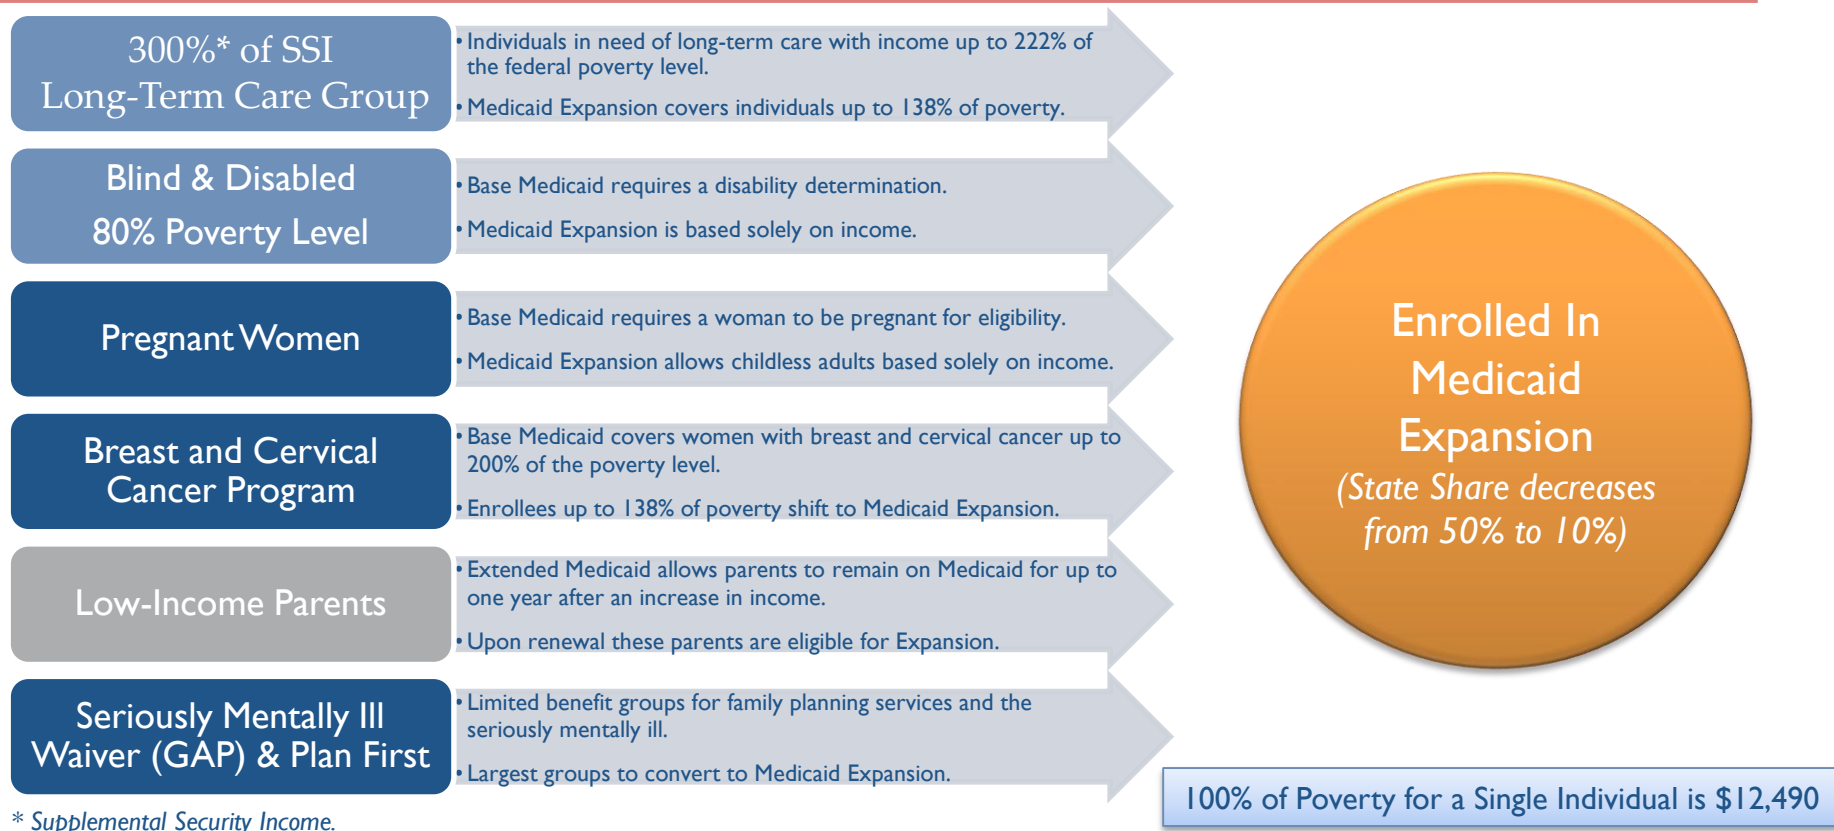 300%* of SSI
Long-Term Care Group
• Individuals in need of long-term care with income up to 222% of
the federal poverty level.
• Medicaid Expansion covers individuals up to 138% of poverty.
Blind & Disabled
80% Poverty Level
• Base Medicaid requires a disability determination.
• Medicaid Expansion is based solely on income.
Pregnant Women
• Base Medicaid requires a woman to be pregnant for eligibility.
• Medicaid Expansion allows childless adults based solely on income.
Breast and Cervical
Cancer Program
• Base Medicaid covers women with breast and cervical cancer up to
200% of the poverty level.
• Enrollees up to 138% of poverty shift to Medicaid Expansion.
Low-Income Parents
• Extended Medicaid allows parents to remain on Medicaid for up to
one year after an increase in income.
• Upon renewal these parents are eligible for Expansion.
Seriously Mentally Ill
Waiver (GAP) & Plan First
• Limited benefit groups for family planning services and the
seriously mentally ill.
• Largest groups to convert to Medicaid Expansion.
Enrolled In
Medicaid
Expansion
(State Share decreases
from 50% to 10%)
100% of Poverty for a Single Individual is $12,490
* Supplemental Security Income.